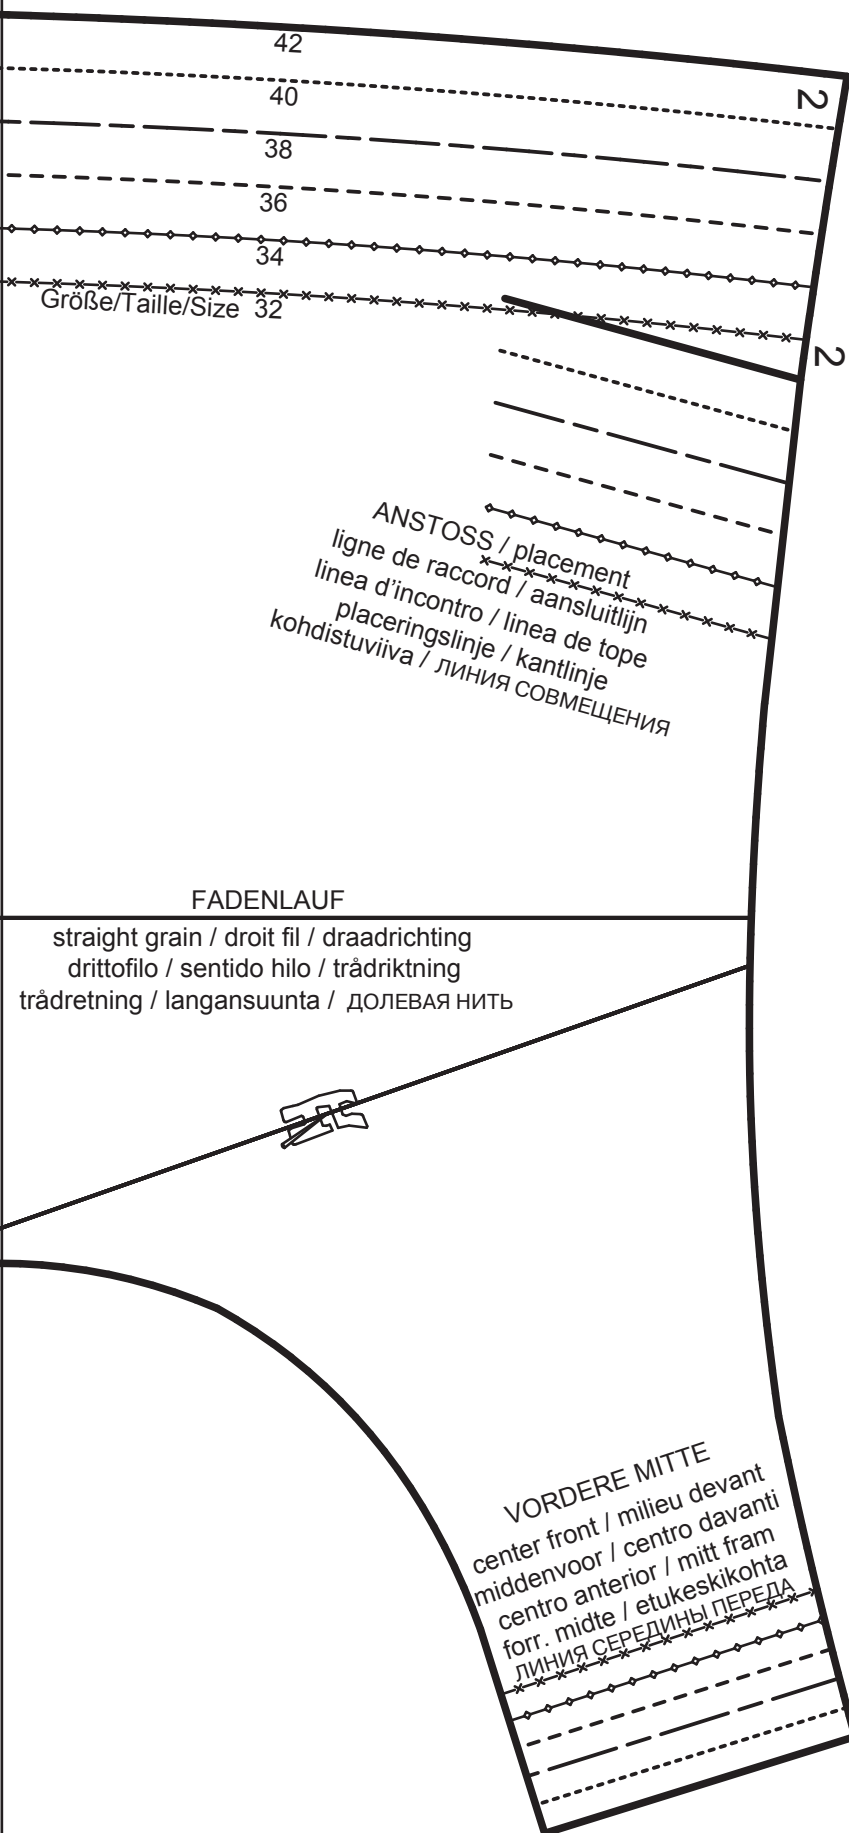 42
2
40
38
36
34
Größe/Taille/Size 32
2
ANSTOSS / placement
ligne de raccord / aansluitlijn
linea d'incontro / linea de tope
placeringslinje / kantlinje
kohdistuviiva / ЛИНИЯ СОВМЕЩЕНИЯ
FADENLAUF
straight grain / droit fil / draadrichting
drittofilo / sentido hilo / trådriktning
trådretning / langansuunta / ДОЛЕВАЯ НИТЬ
VORDERE MITTE
center front / milieu devant
middenvoor / centro davanti
centro anterior / mitt fram
forr. midte / etukeskikohta
ЛИНИЯ СЕРЕДИНЫ ПЕРЕДА